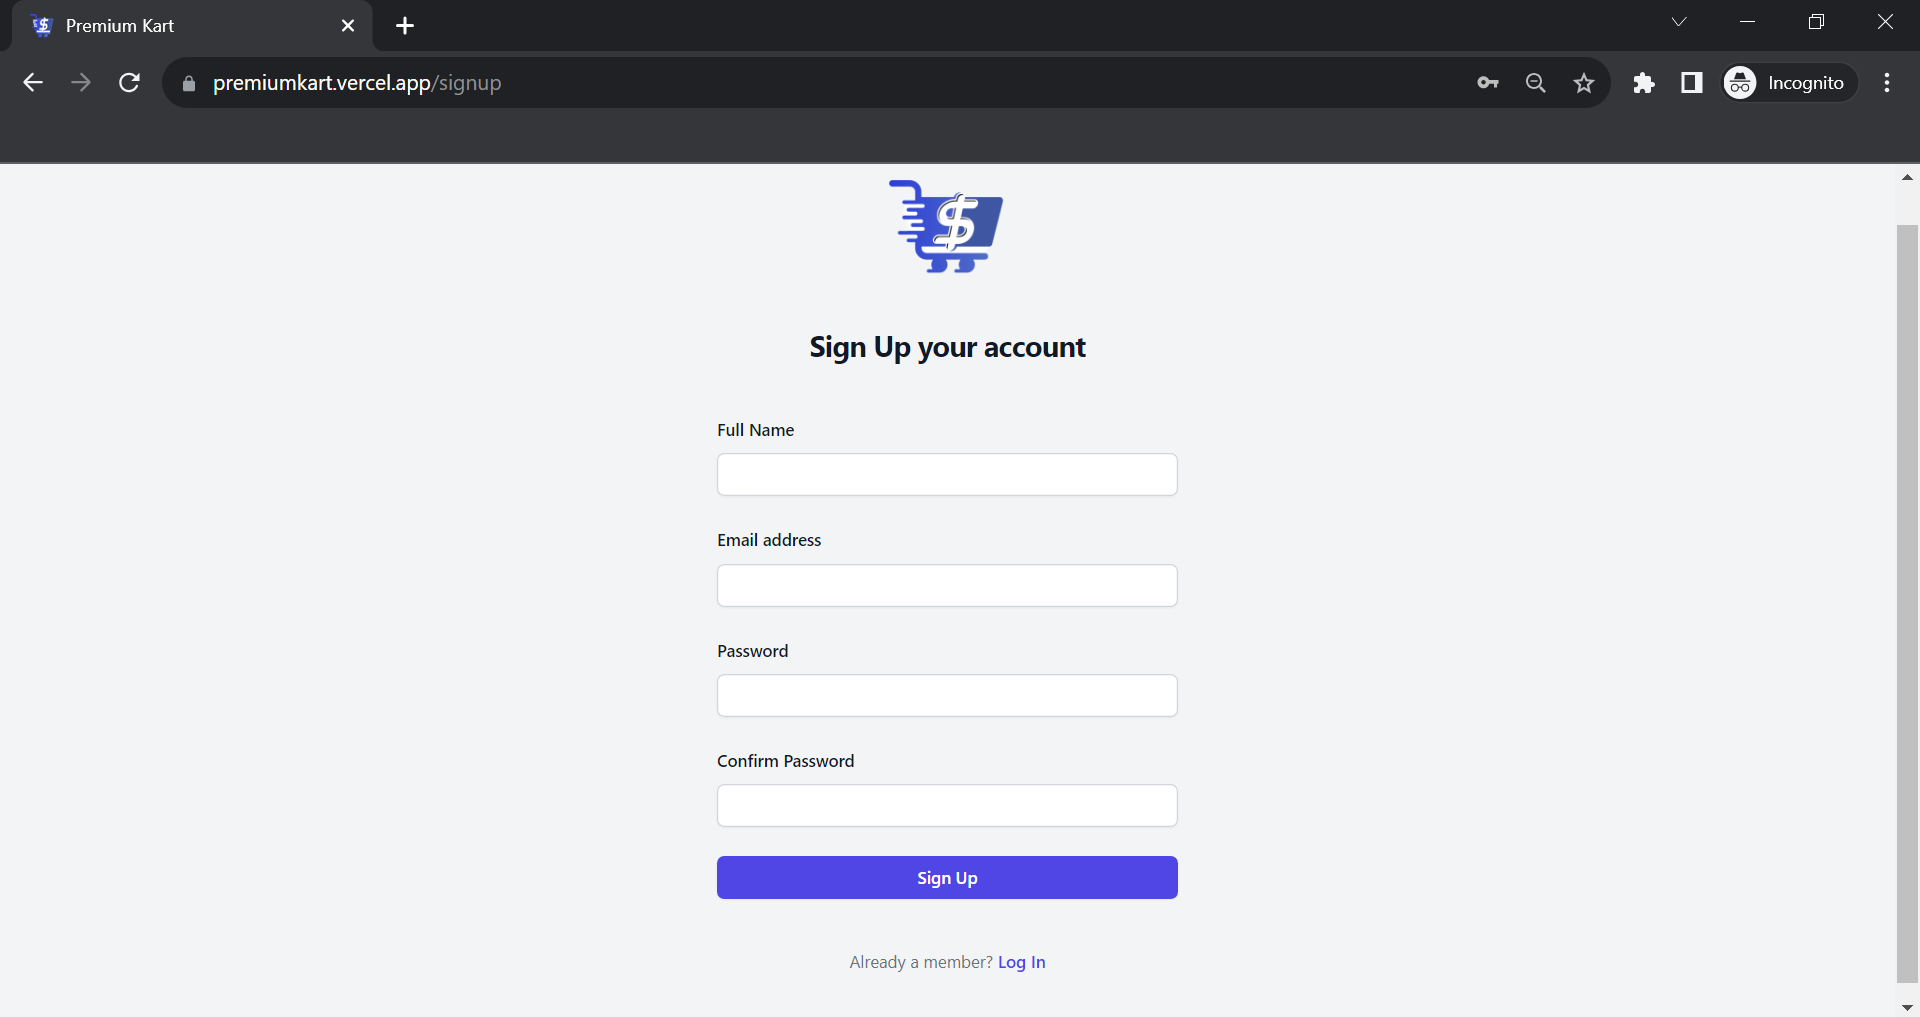 Premium Kart
premiumkart.vercel.app/signup
Incognito
$
Sign Up your account
Full Name
Email address
Password
Confirm Password
Sign Up
Already a member? Log In